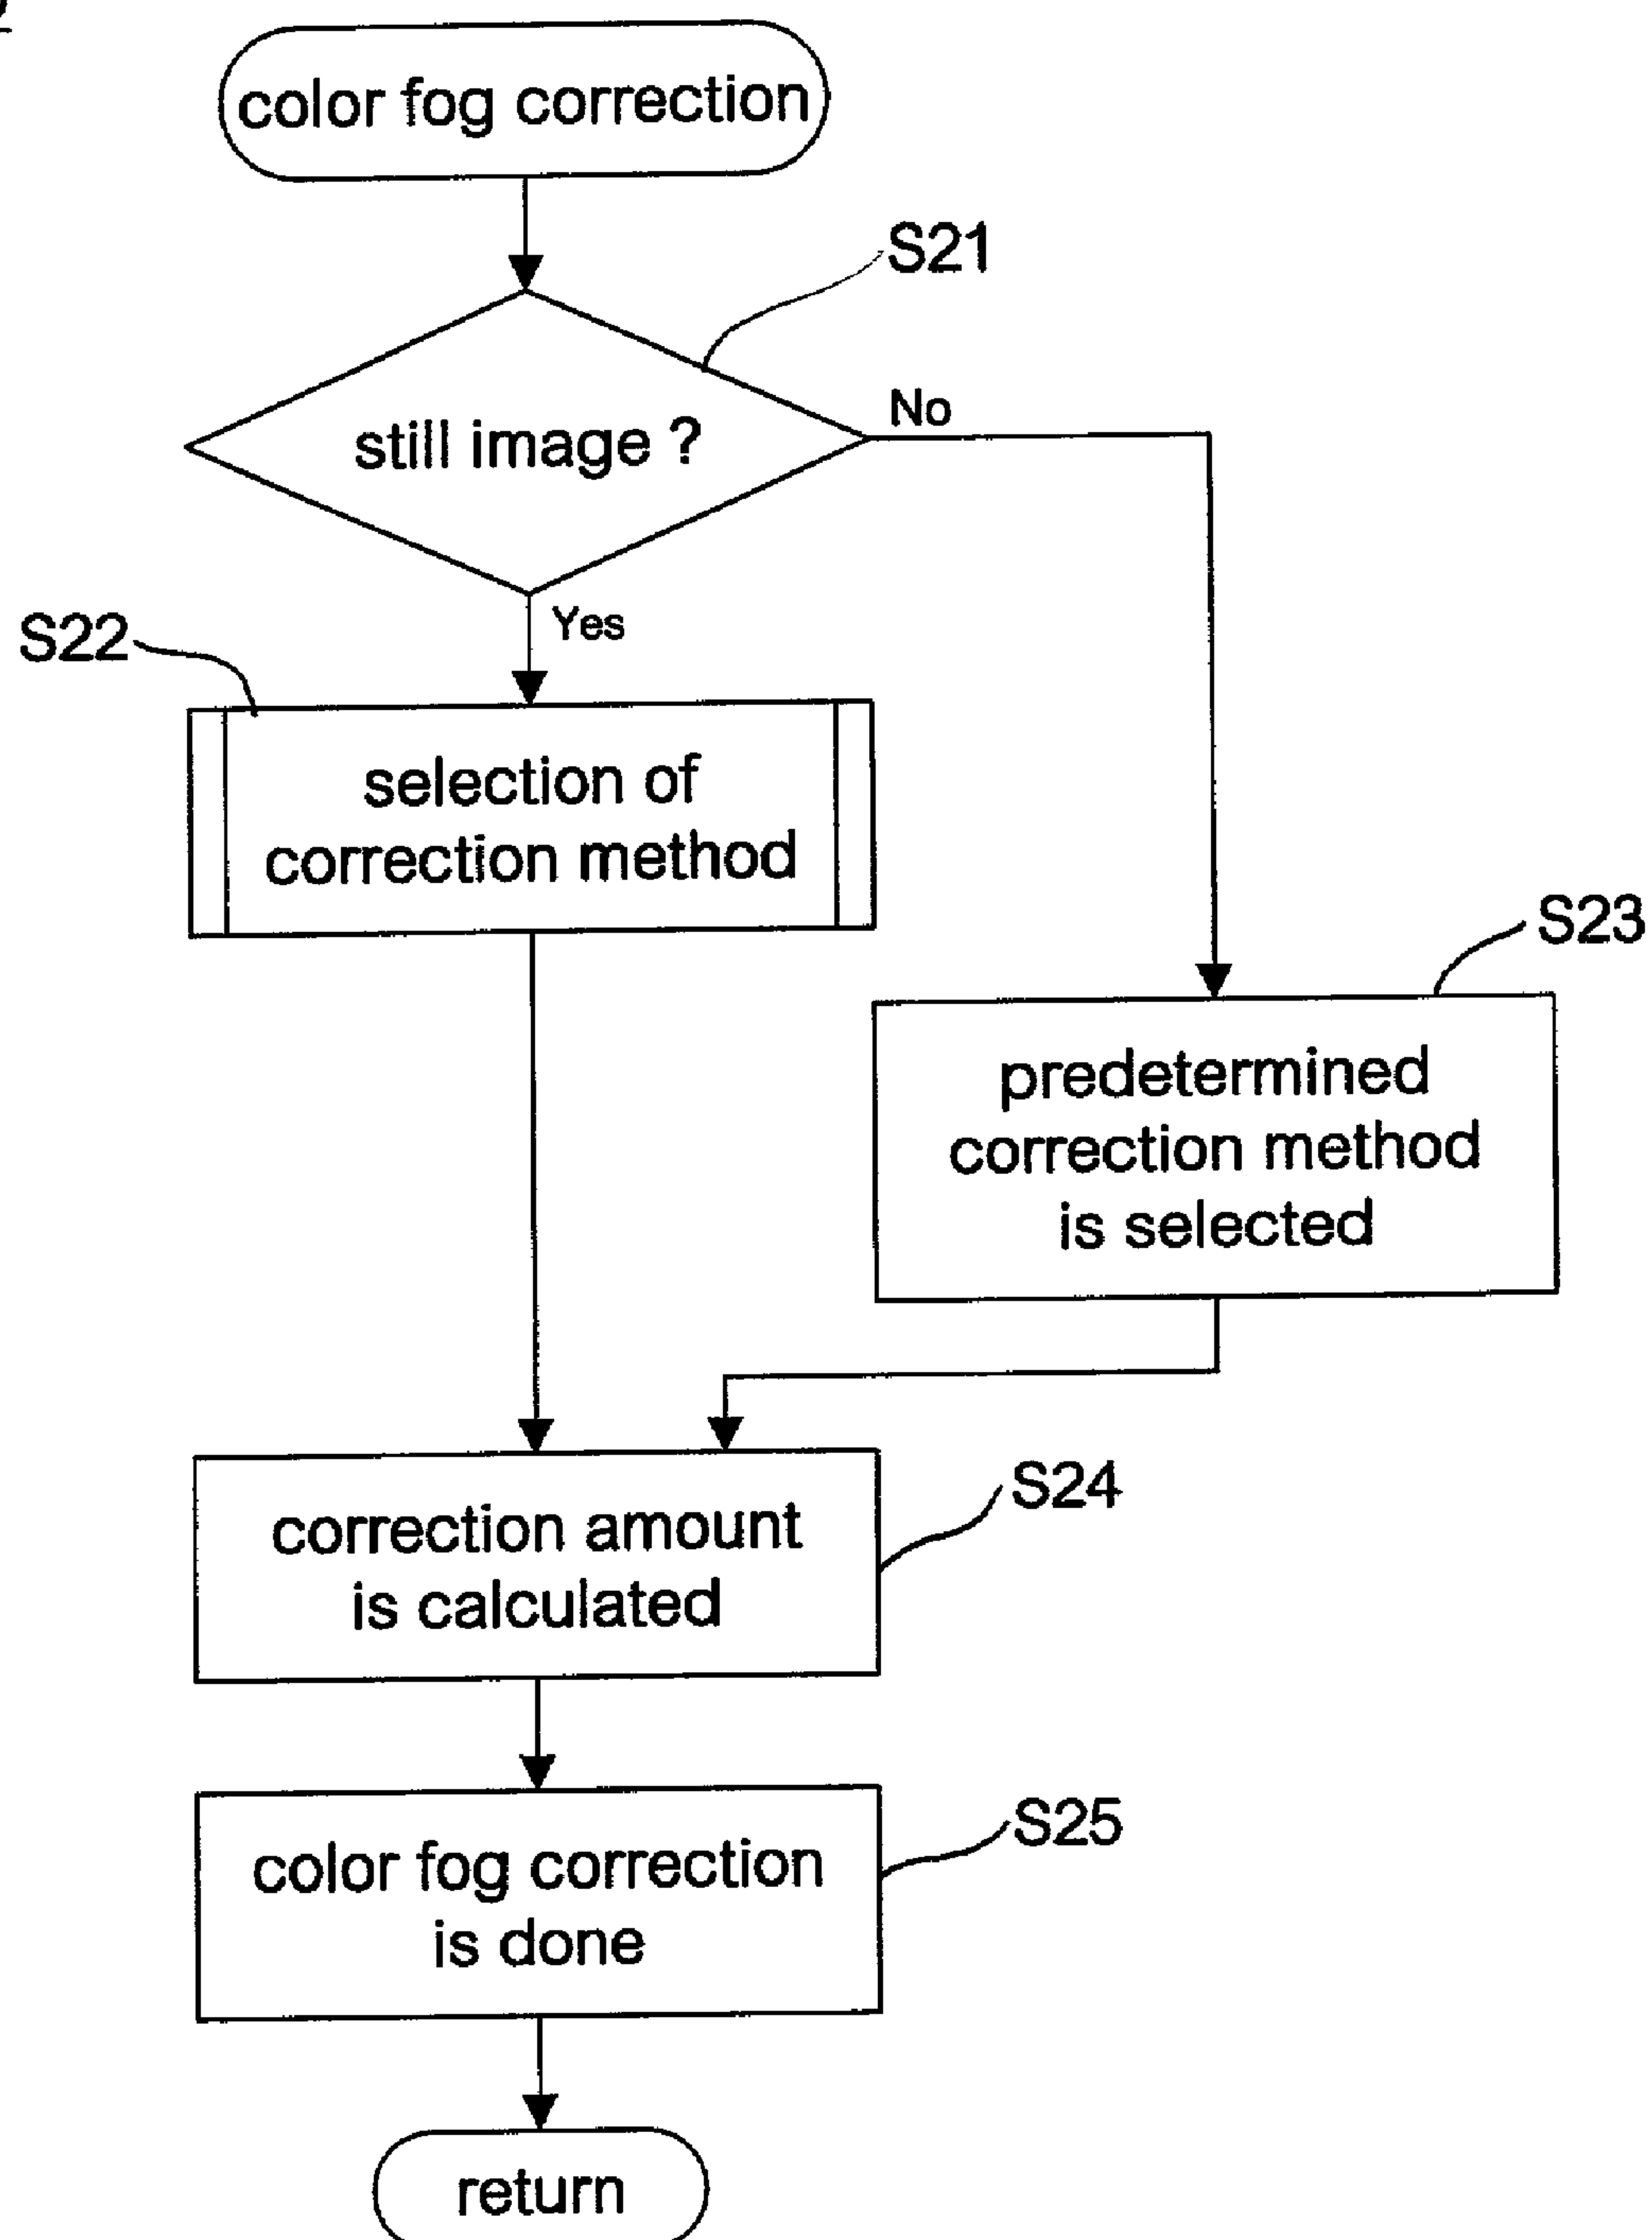 color fog correction
S21
still image ?
No
Yes
S22
selection of
correction method
S23
predetermined
correction method
is selected
correction amount
is calculated
S24
color fog correction
is done
S25
return